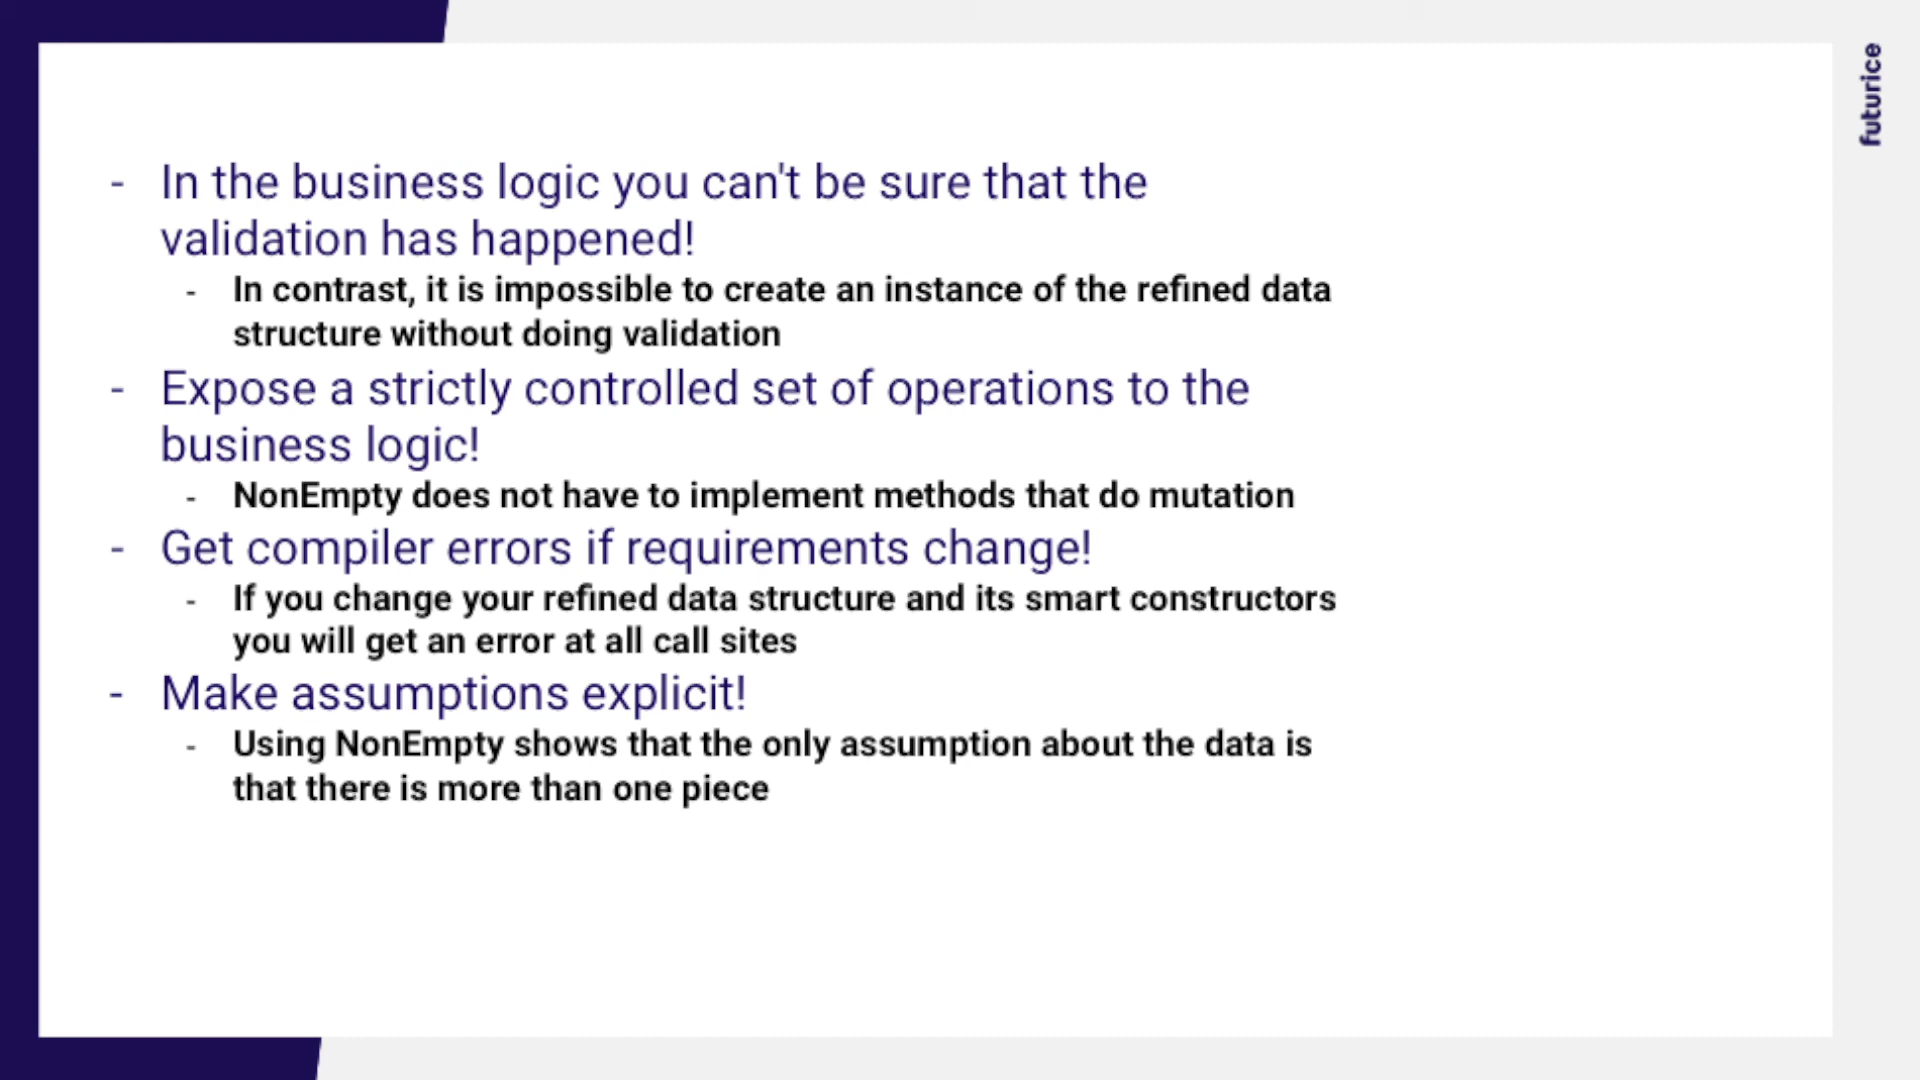 futurice
- In the business logic you can't be sure that the
validation has happened!
- In contrast, it is impossible to create an instance of the refined data
structure without doing validation
- Expose a strictly controlled set of operations to the
business logic!
- NonEmpty does not have to implement methods that do mutation
- Get compiler errors if requirements change!
- If you change your refined data structure and its smart constructors
you will get an error at all call sites
- Make assumptions explicit!
- Using NonEmpty shows that the only assumption about the data is
that there is more than one piece